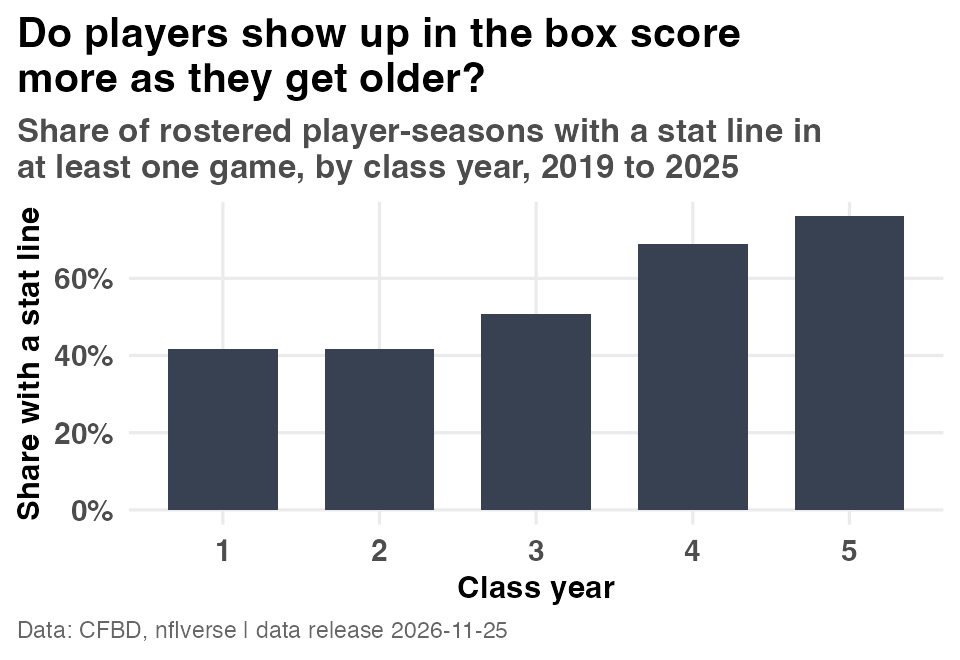 Do players show up in the box score
more as they get older?
Share of rostered player-seasons with a stat line in
at least one game, by class year, 2019 to 2025
Share with a stat line
60%
40%
20%
0%
1 2 3 4 5
Class year
Data: CFBD, nflverse | data release 2026-11-25